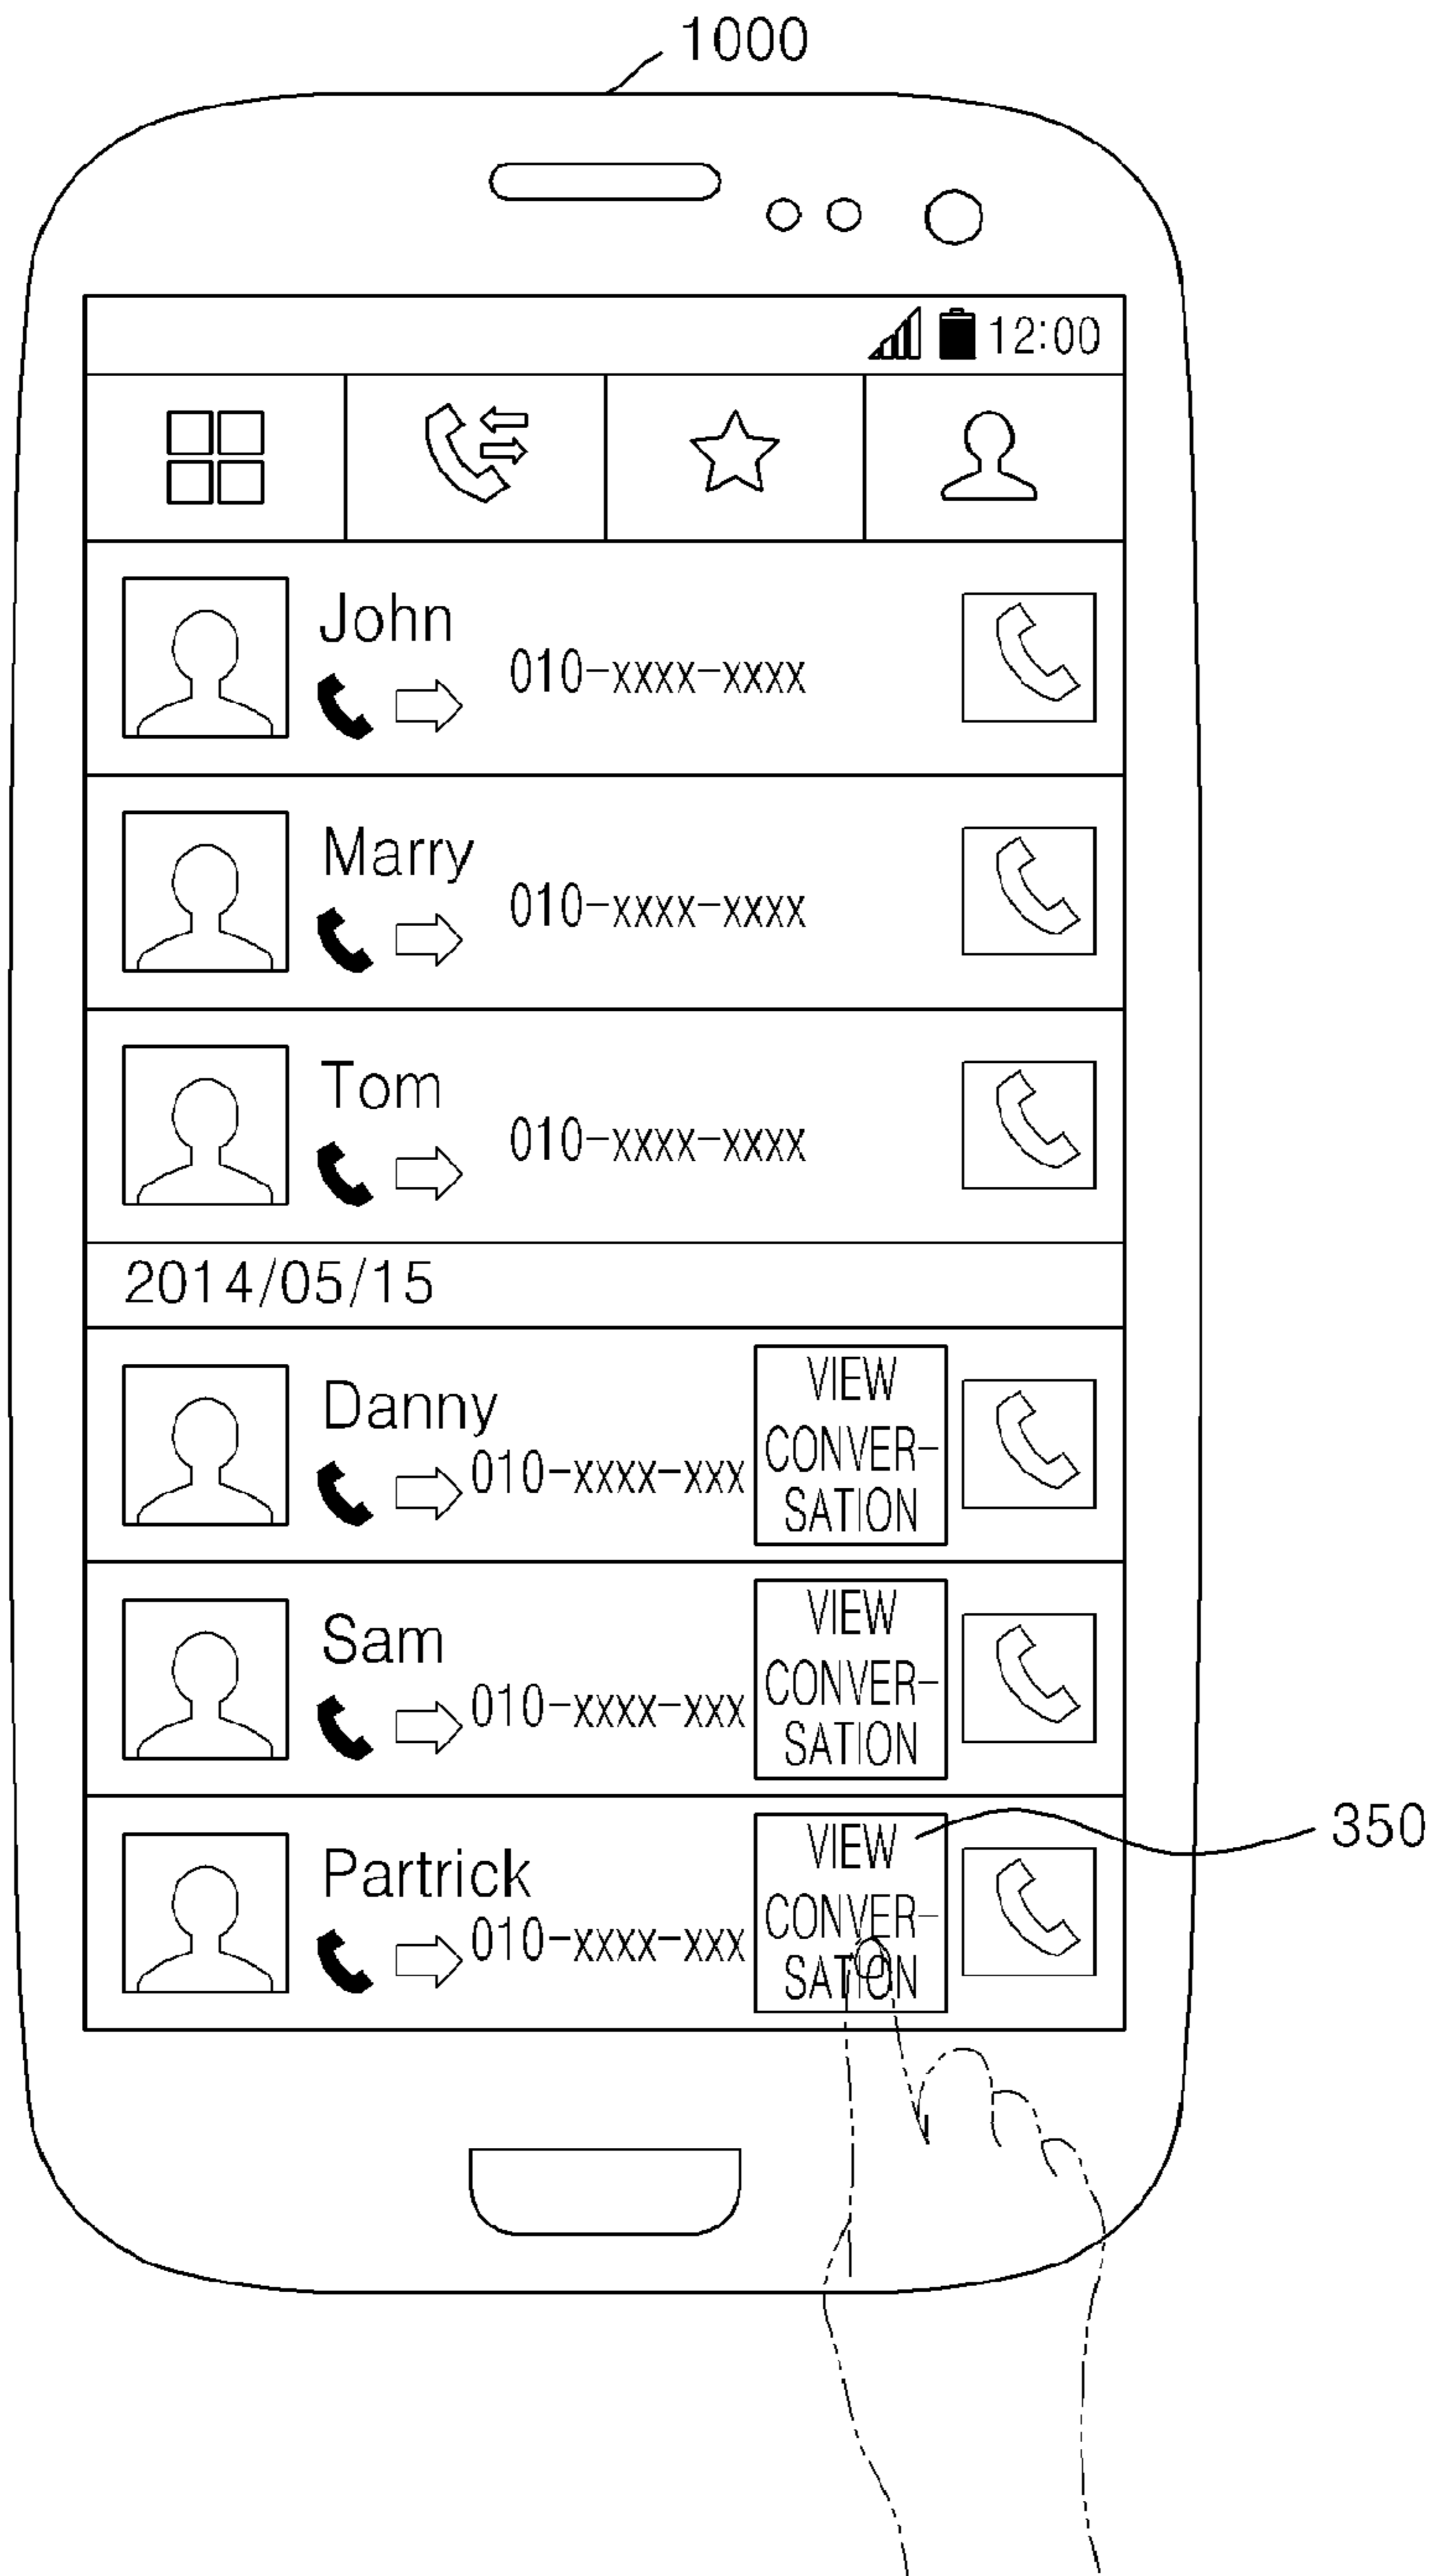 1000
12:00
John
010-xxxx-xxxx
Marry
010-xxxx-xxxx
Tom
010-xxxx-xxxx
2014/05/15
Danny
010-xxxx-xxx
VIEW
CONVER-
SATION
Sam
010-xxxx-xxx
VIEW
CONVER-
SATION
Partrick
010-xxxx-xxx
VIEW
CONVER-
SATION
350